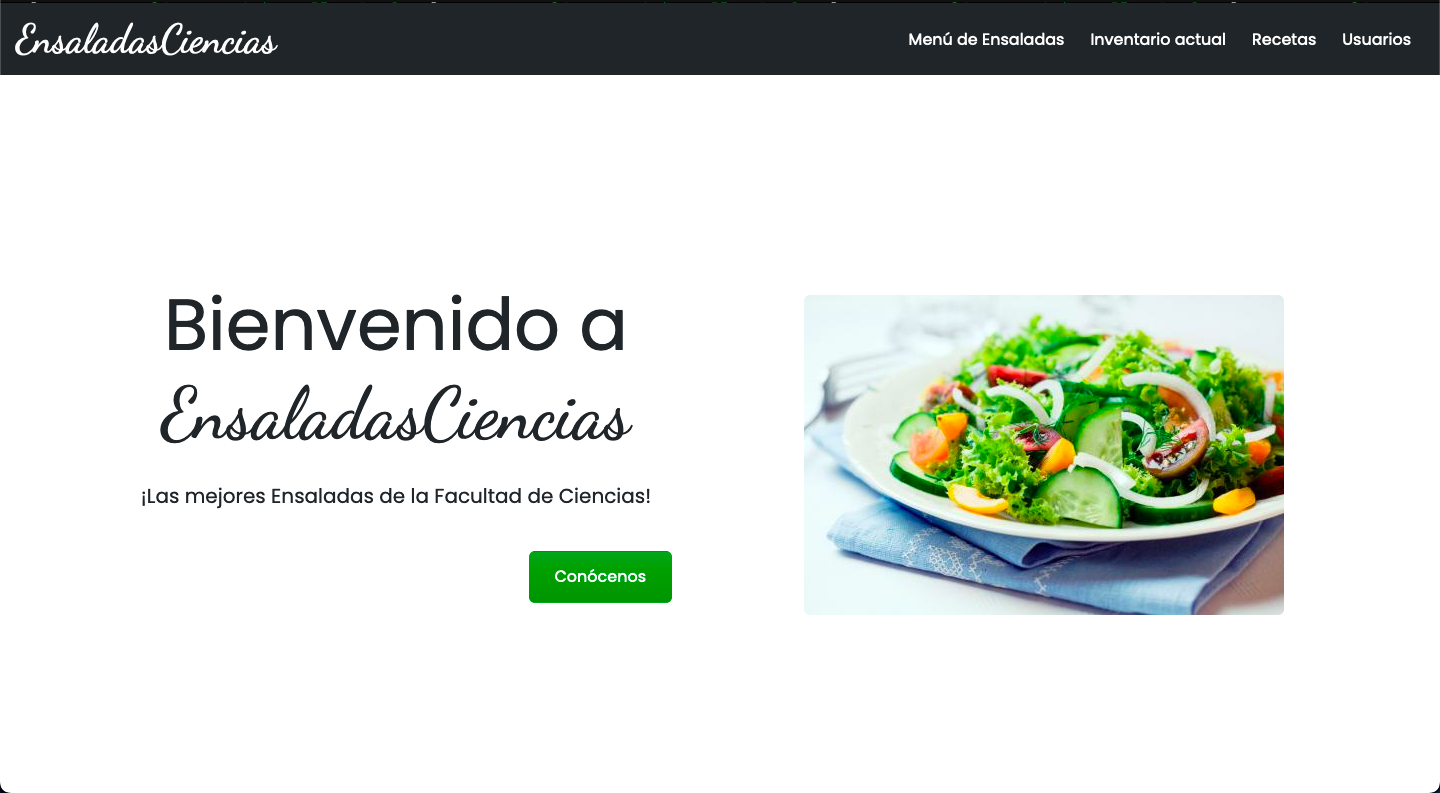 EnsaladasCiencias
Menú de Ensaladas Inventario actual Recetas Usuarios
Bienvenido a
EnsaladasCiencias
¡Las mejores Ensaladas de la Facultad de Ciencias!
Conócenos